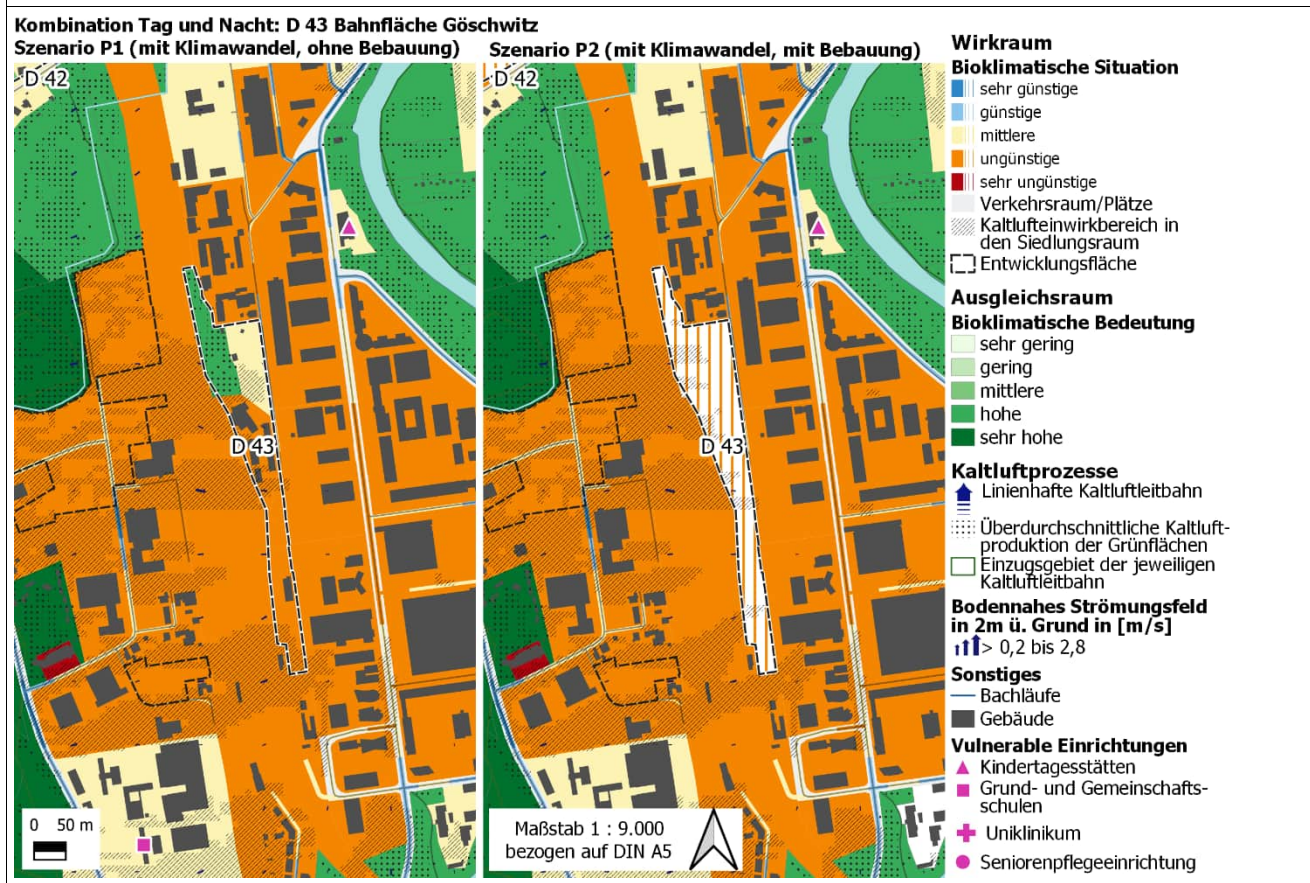 Kombination Tag und Nacht: D 43 Bahnfläche Göschwitz
Szenario P1 (mit Klimawandel, ohne Bebauung)
Szenario P2 (mit Klimawandel, mit Bebauung)
D 42
D 43
0 50 m
D 42
D 43
Maßstab 1 : 9.000
bezogen auf DIN A5
Wirkraum
Bioklimatische Situation
sehr günstige
günstige
mittlere
ungünstige
sehr ungünstige
Verkehrsraum/Plätze
Kaltlufteinwirkbereich in
den Siedlungsraum
Entwicklungsfläche
Ausgleichsraum
Bioklimatische Bedeutung
sehr gering
gering
mittlere
hohe
sehr hohe
Kaltluftprozesse
Linienhafte Kaltluftleitbahn
Überdurchschnittliche Kaltluft-
produktion der Grünflächen
Einzugsgebiet der jeweiligen
Kaltluftleitbahn
Bodennahes Strömungsfeld
in 2m ü. Grund in [m/s]
> 0,2 bis 2,8
Sonstiges
Bachläufe
Gebäude
Vulnerable Einrichtungen
Kindertagesstätten
Grund- und Gemeinschafts-
schulen
Uniklinikum
Seniorenpflegeeinrichtung